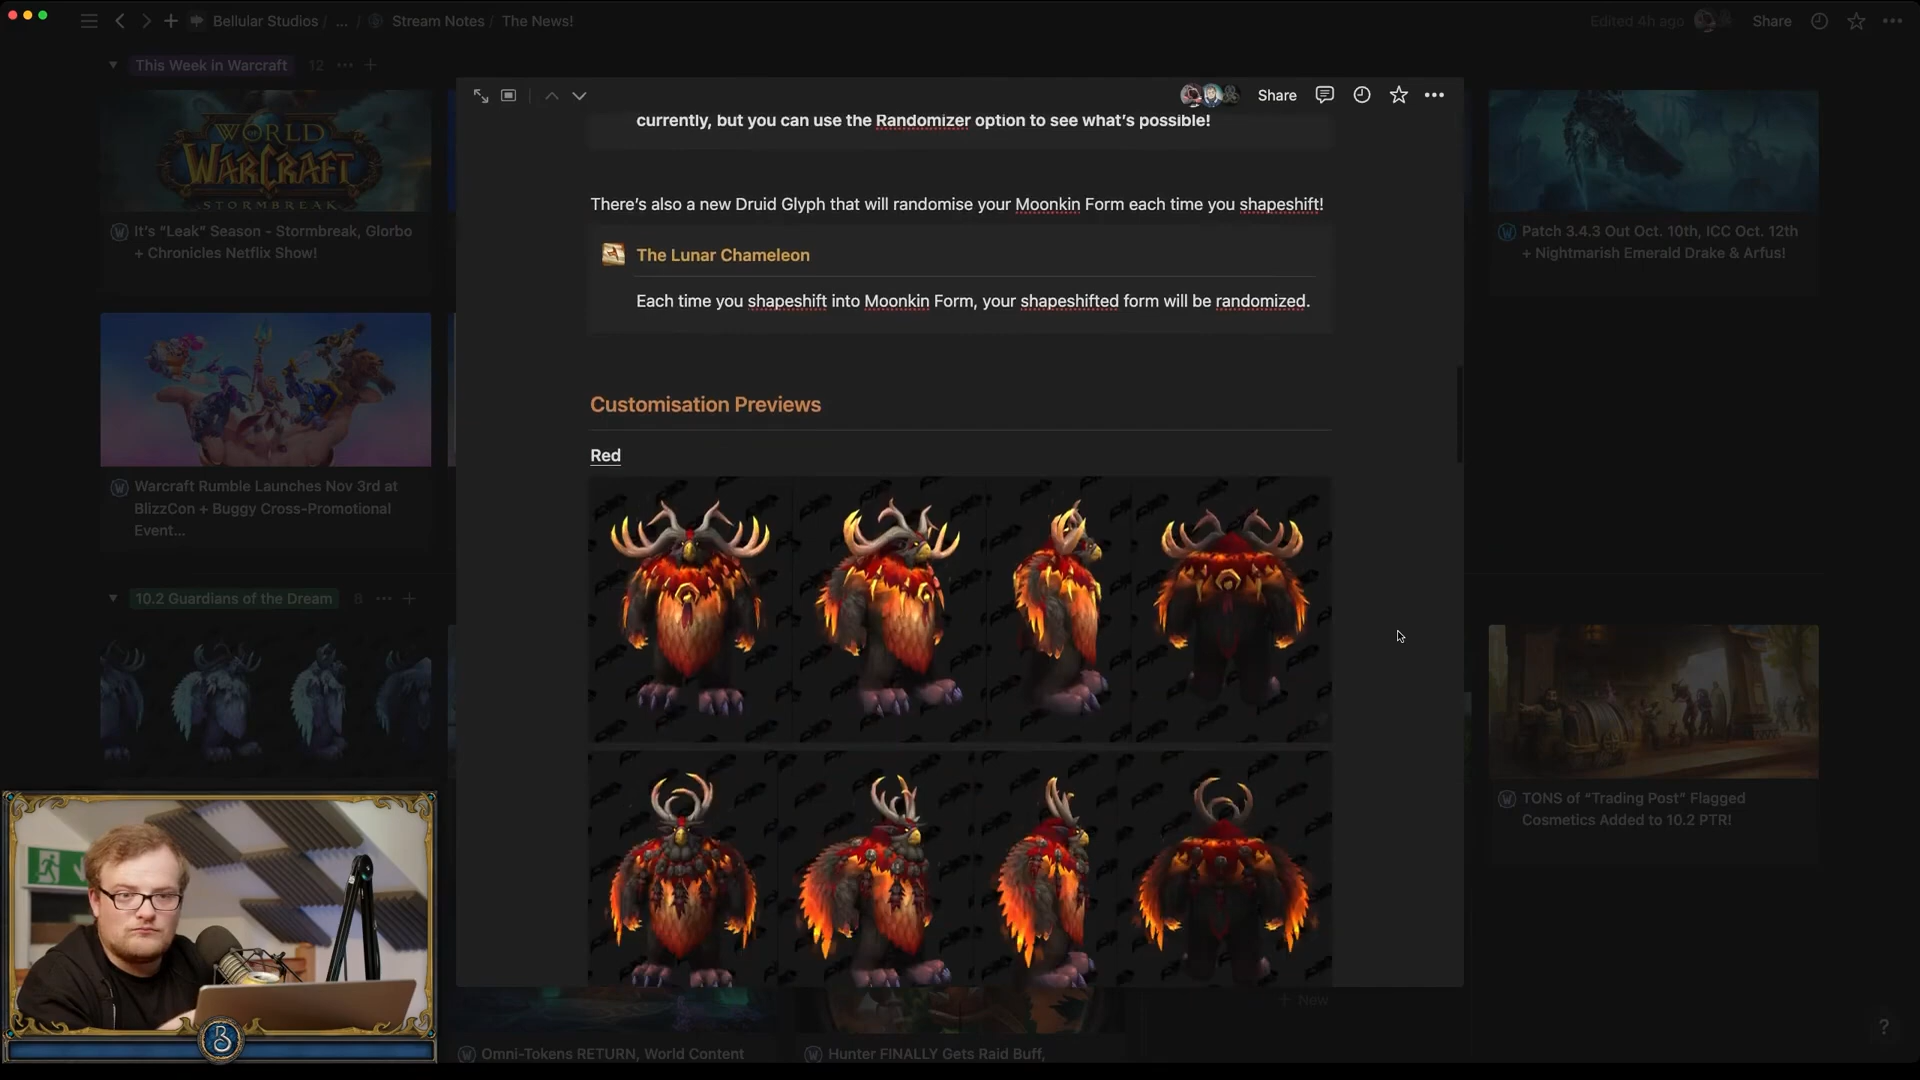 Bellular Studios / ... / Stream Notes / The News!
Edited 4h ago
Share
This Week in Warcraft 12
Share
currently, but you can use the Randomizer option to see what's possible!
There's also a new Druid Glyph that will randomise your Moonkin Form each time you shapeshift!
The Lunar Chameleon
Each time you shapeshift into Moonkin Form, your shapeshifted form will be randomized.
Customisation Previews
Red
WORLD
OF
WARCRAFT
STORMBREAK
It's “Leak” Season - Stormbreak, Glorbo
+ Chronicles Netflix Show!
Patch 3.4.3 Out Oct. 10th, ICC Oct. 12th
+ Nightmarish Emerald Drake & Arfus!
Warcraft Rumble Launches Nov 3rd at
BlizzCon + Buggy Cross-Promotional
Event...
10.2 Guardians of the Dream 8
TONS of “Trading Post” Flagged
Cosmetics Added to 10.2 PTR!
+ New
Omni-Tokens RETURN, World Content
Hunter FINALLY Gets Raid Buff,
?
B